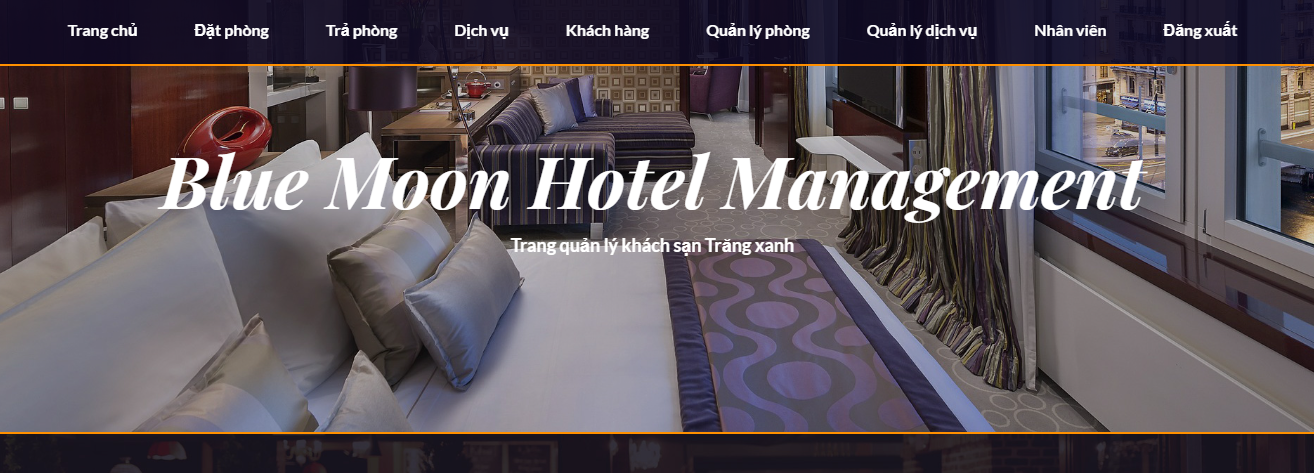 Trang chủ Đặt phòng Trả phòng Dịch vụ Khách hàng Quản lý phòng Quản lý dịch vụ Nhân viên Đăng xuất
Blue Moon Hotel Management
Trang quản lý khách sạn Trăng xanh